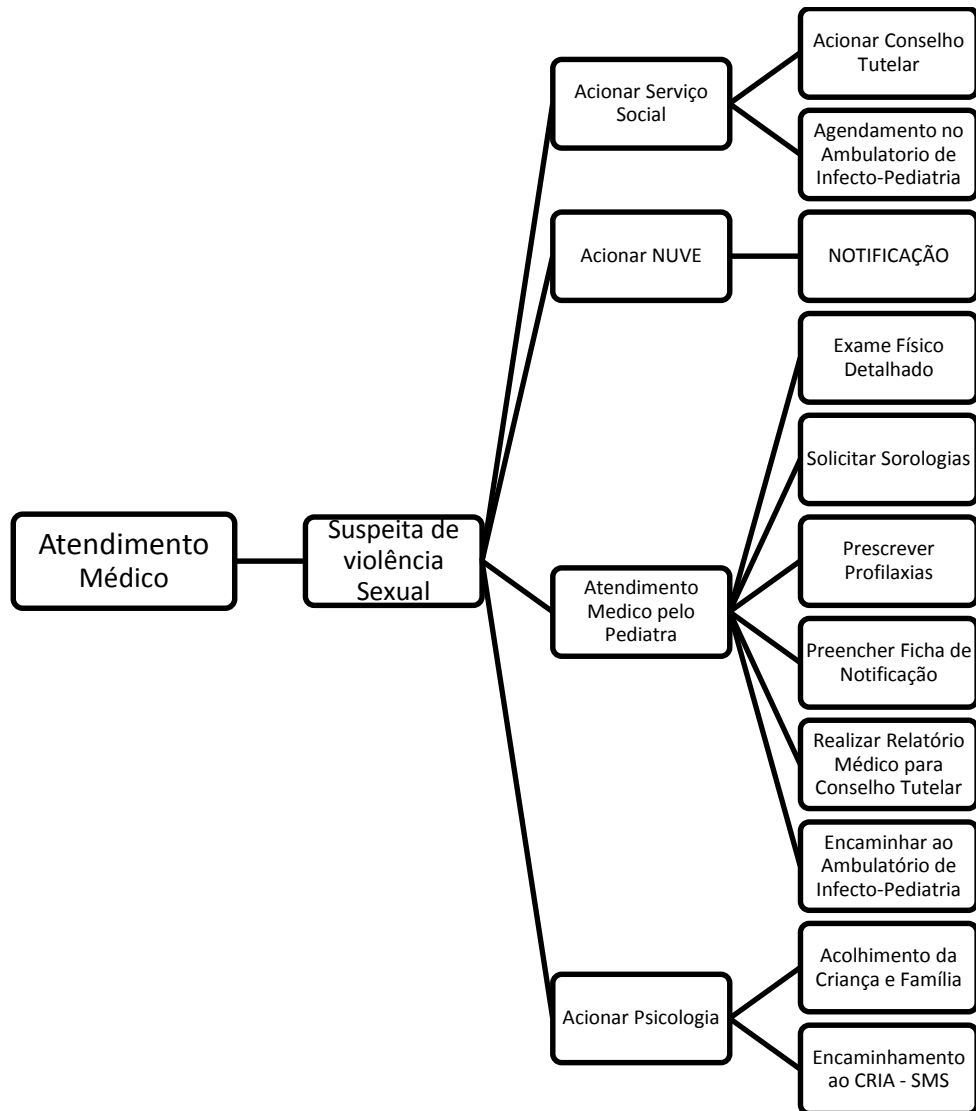 Atendimento
Médico
Suspeita de
violência
Sexual
Acionar Serviço
Social
Acionar Conselho
Tutelar
Agendamento no
Ambulatorio de
Infecto-Pediatria
Acionar NUVE
NOTIFICAÇÃO
Atendimento
Medico pelo
Pediatra
Exame Físico
Detalhado
Solicitar Sorologias
Prescrever
Profilaxias
Preencher Ficha de
Notificação
Realizar Relatório
Médico para
Conselho Tutelar
Encaminhar ao
Ambulatório de
Infecto-Pediatria
Acionar Psicologia
Acolhimento da
Criança e Família
Encaminhamento
ao CRIA - SMS